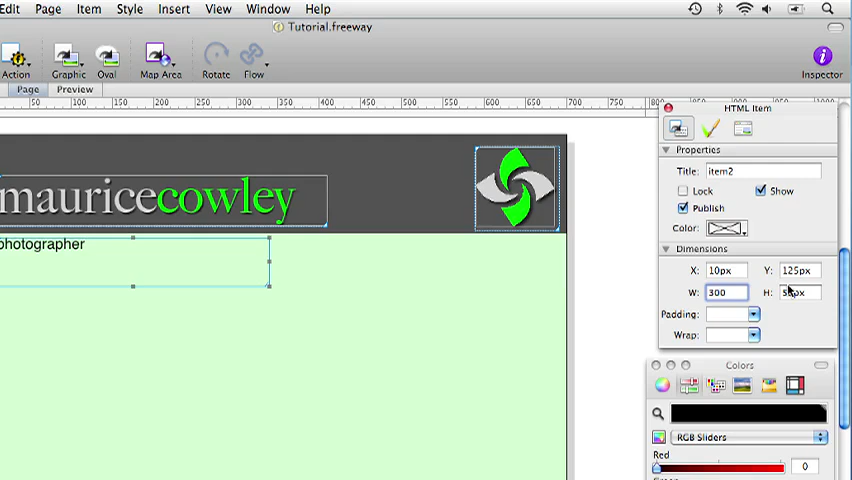 Edit Page Item Style Insert View Window Help
Tutorial.freeway
Action Graphic Oval Map Area Rotate Flow Inspector
Page Preview
50 100 150 200 250 300 350 400 450 500 550 600 650 700 750
HTML Item
Properties
Title: item2
Lock Show
Publish
Color:
mauricecowley
photographer
Dimensions
X: 10px Y: 125px
W: 300 H:
Padding:
Wrap:
Colors
RGB Sliders
Red
0